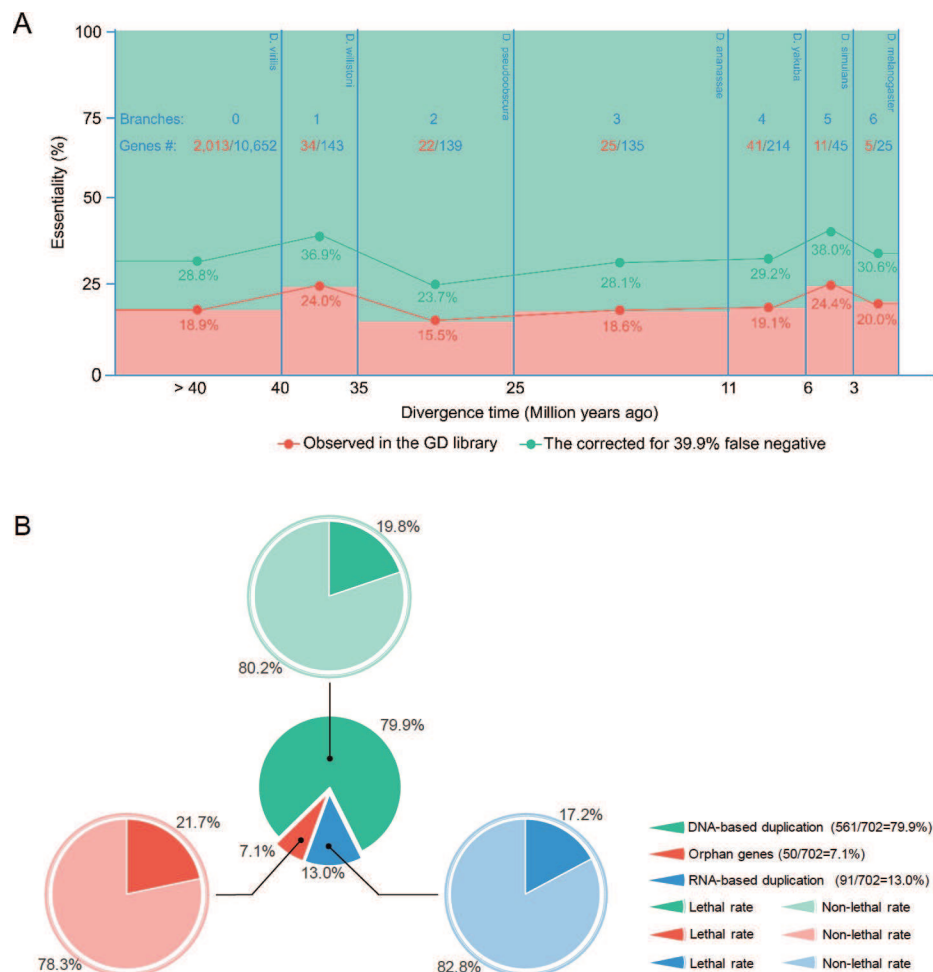 A
100
75
50
25
0
Essentiality (%)
D. virilis
D. willistoni
D. pseudoobscura
D. ananassae
D. yakuba
D. simulans
D. melanogaster
Branches: 0 1 2 3 4 5 6
Genes #: 2,013/10,652 34/143 22/139 25/135 41/214 11/45 5/25
28.8% 36.9% 23.7% 28.1% 29.2% 38.0% 30.6%
18.9% 24.0% 15.5% 18.6% 19.1% 24.4% 20.0%
> 40 40 35 25 11 6 3
Divergence time (Million years ago)
Observed in the GD library The corrected for 39.9% false negative
B
19.8%
80.2%
79.9%
7.1%
13.0%
21.7%
78.3%
17.2%
82.8%
DNA-based duplication (561/702=79.9%)
Orphan genes (50/702=7.1%)
RNA-based duplication (91/702=13.0%)
Lethal rate Non-lethal rate
Lethal rate Non-lethal rate
Lethal rate Non-lethal rate